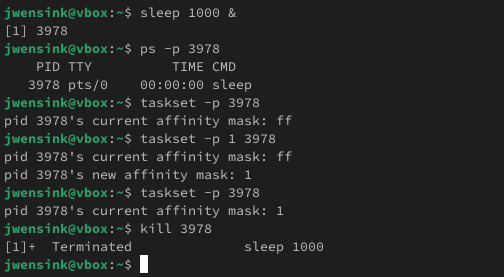 jwensink@vbox:~$ sleep 1000 &
[1] 3978
jwensink@vbox:~$ ps -p 3978
    PID TTY          TIME CMD
   3978 pts/0    00:00:00 sleep
jwensink@vbox:~$ taskset -p 3978
pid 3978's current affinity mask: ff
jwensink@vbox:~$ taskset -p 1 3978
pid 3978's current affinity mask: ff
pid 3978's new affinity mask: 1
jwensink@vbox:~$ taskset -p 3978
pid 3978's current affinity mask: 1
jwensink@vbox:~$ kill 3978
[1]+  Terminated              sleep 1000
jwensink@vbox:~$